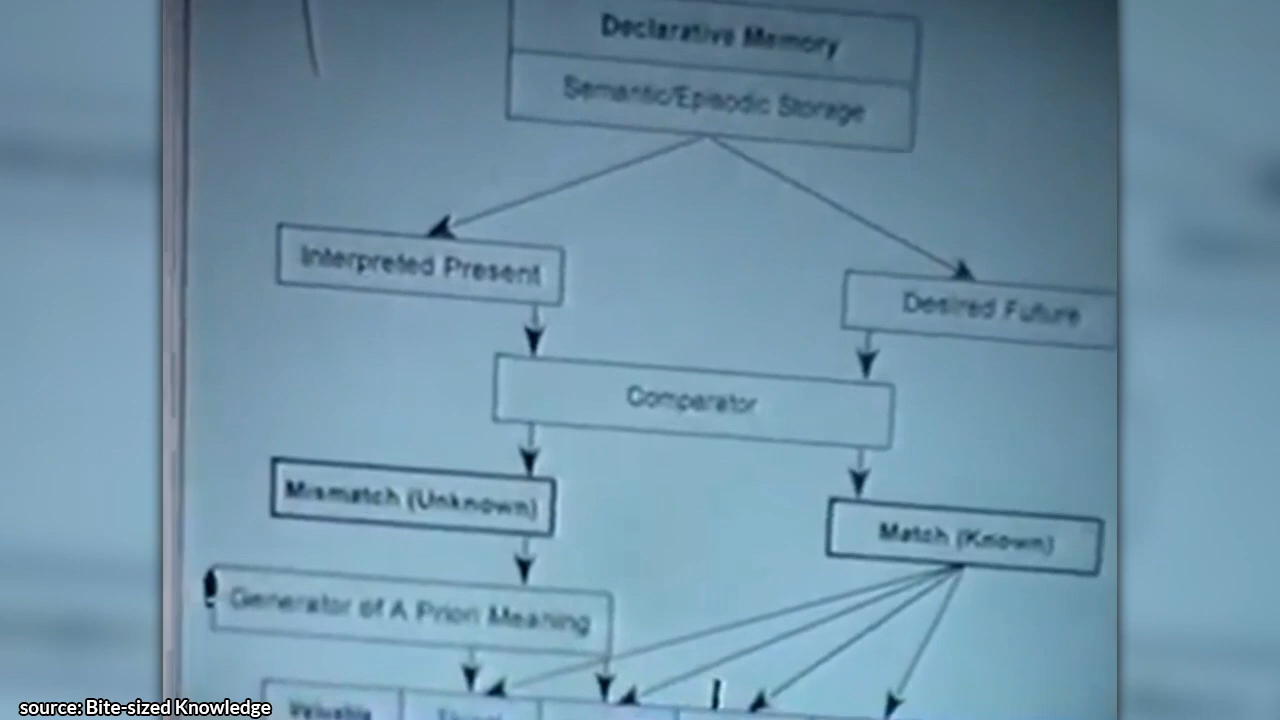 Declarative Memory
Semantic/Episodic Storage
Interpreted Present
Desired Future
Comparator
Mismatch (Unknown)
Match (Known)
Generator of A Priori Meaning
Valuable
source: Bite-sized Knowledge